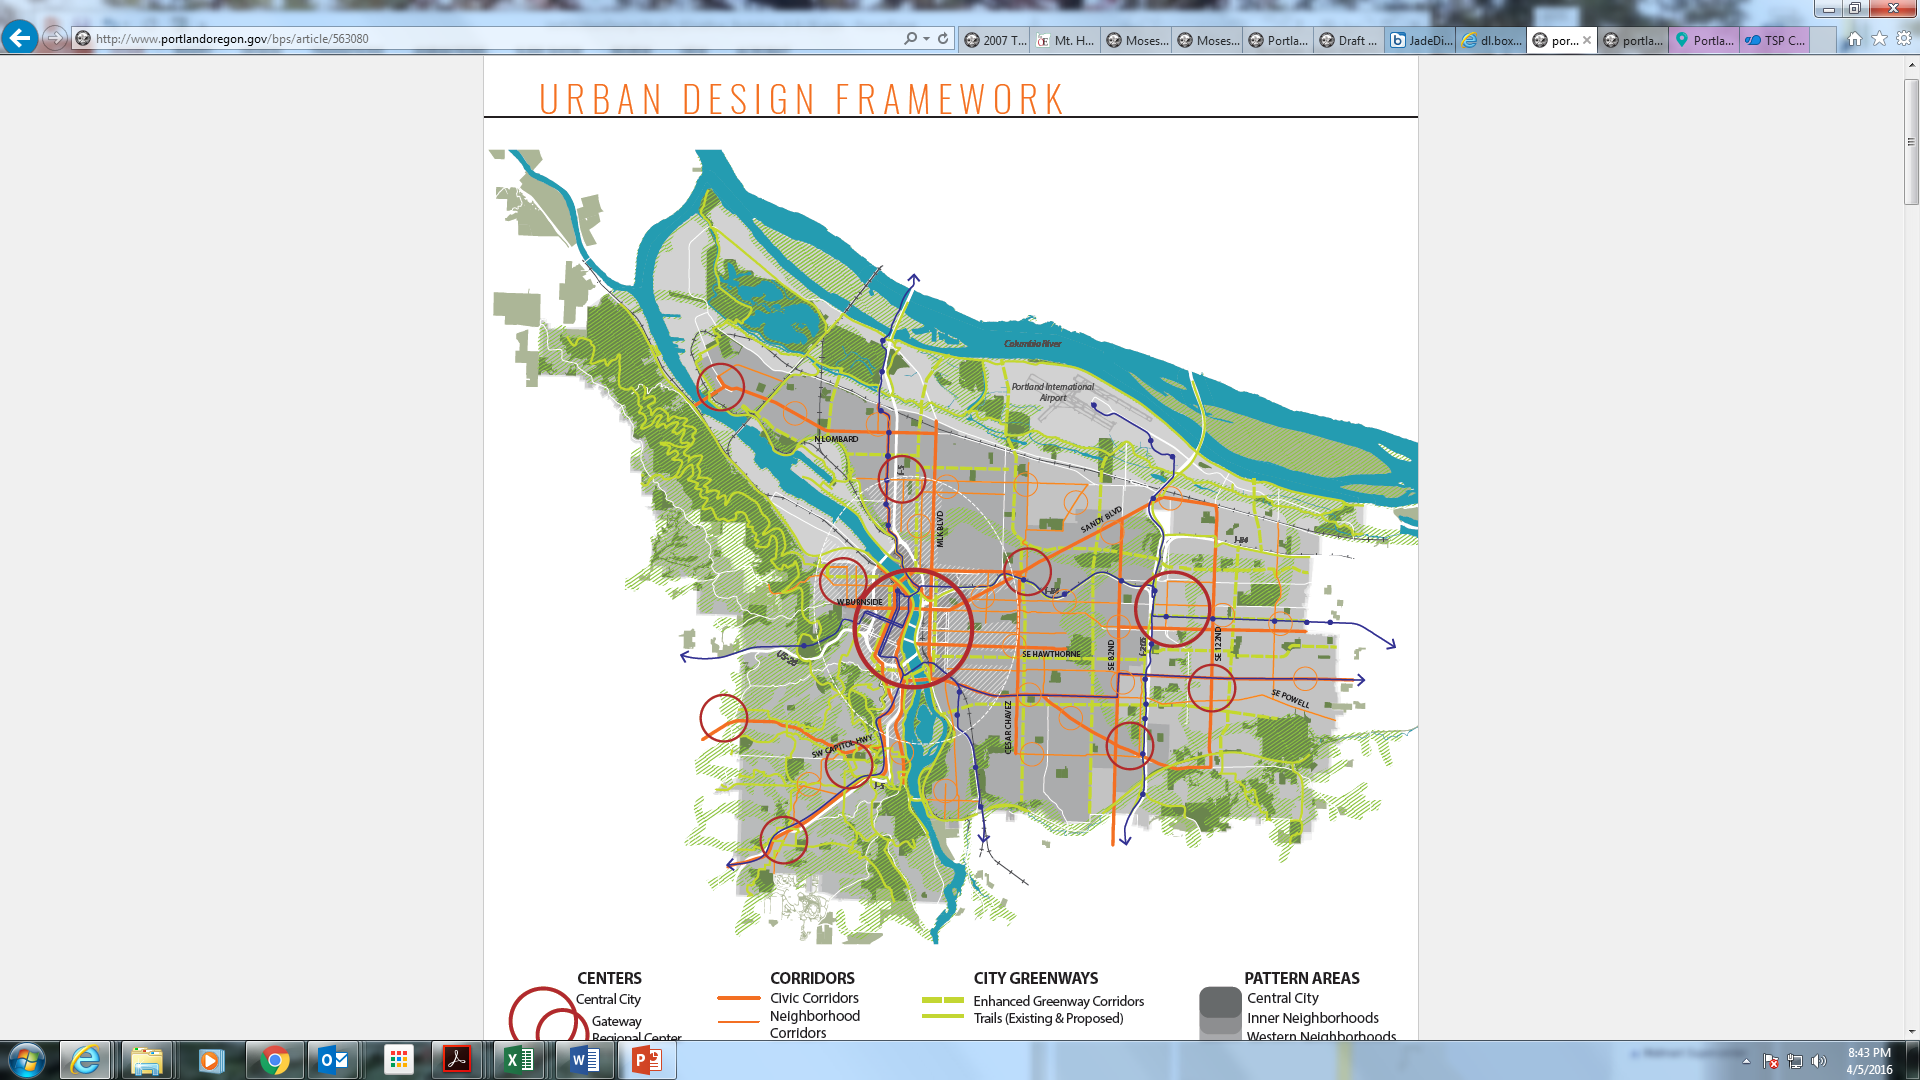 http://www.portlandoregon.gov/bps/article/563080
2007 T...
Mt. H...
Moses...
Moses...
Portla...
Draft ...
JadeDi...
dl.box...
por...
portla...
Portla...
TSP C...
URBAN DESIGN FRAMEWORK
Columbia River
Portland International
Airport
N LOMBARD
I-5
MLK BLVD
SANDY BLVD
I-84
W BURNSIDE
SE HAWTHORNE
SE 82ND
I-205
SE 122ND
US-26
SE POWELL
CESAR CHAVEZ
SW CAPITOL HWY
I-5
CENTERS
Central City
Gateway
Regional Center
CORRIDORS
Civic Corridors
Neighborhood
Corridors
CITY GREENWAYS
Enhanced Greenway Corridors
Trails (Existing & Proposed)
PATTERN AREAS
Central City
Inner Neighborhoods
Western Neighborhoods
8:43 PM
4/5/2016